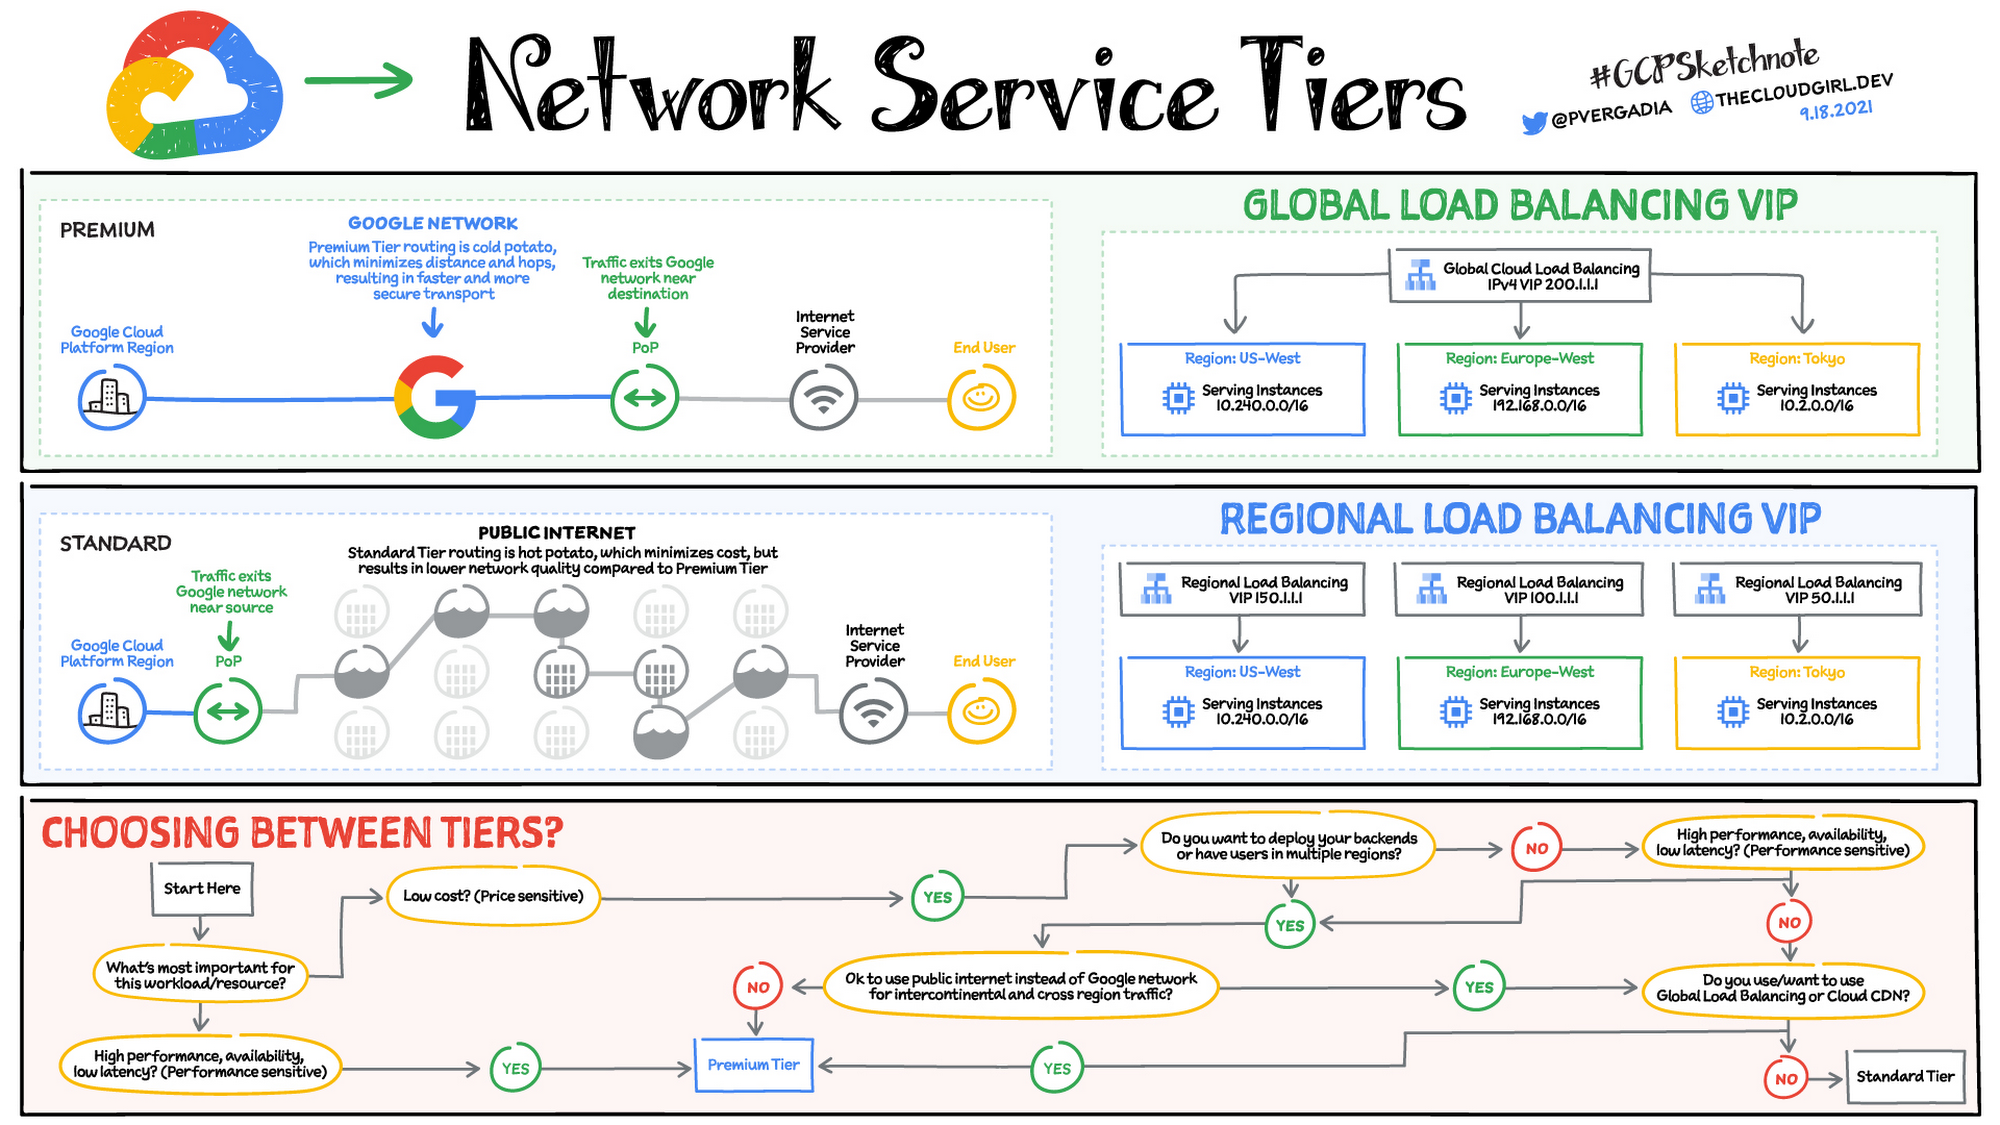 Network Service Tiers
#GCPSketchnote
@PVERGADIA
THECLOUDGIRL.DEV
9.18.2021
PREMIUM
GOOGLE NETWORK
Premium Tier routing is cold potato,
which minimizes distance and hops,
resulting in faster and more
secure transport
Traffic exits Google
network near
destination
Google Cloud
Platform Region
PoP
Internet
Service
Provider
End User
GLOBAL LOAD BALANCING VIP
Global Cloud Load Balancing
IPv4 VIP 200.1.1.1
Region: US-West
Serving Instances
10.240.0.0/16
Region: Europe-West
Serving Instances
192.168.0.0/16
Region: Tokyo
Serving Instances
10.2.0.0/16
STANDARD
PUBLIC INTERNET
Standard Tier routing is hot potato, which minimizes cost, but
results in lower network quality compared to Premium Tier
Traffic exits
Google network
near source
Google Cloud
Platform Region
PoP
Internet
Service
Provider
End User
REGIONAL LOAD BALANCING VIP
Regional Load Balancing
VIP 150.1.1.1
Regional Load Balancing
VIP 100.1.1.1
Regional Load Balancing
VIP 50.1.1.1
Region: US-West
Serving Instances
10.240.0.0/16
Region: Europe-West
Serving Instances
192.168.0.0/16
Region: Tokyo
Serving Instances
10.2.0.0/16
CHOOSING BETWEEN TIERS?
Start Here
What's most important for
this workload/resource?
Low cost? (Price sensitive)
YES
Do you want to deploy your backends
or have users in multiple regions?
NO
High performance, availability,
low latency? (Performance sensitive)
YES
NO
NO
Ok to use public internet instead of Google network
for intercontinental and cross region traffic?
YES
Do you use/want to use
Global Load Balancing or Cloud CDN?
High performance, availability,
low latency? (Performance sensitive)
YES
Premium Tier
YES
NO
Standard Tier